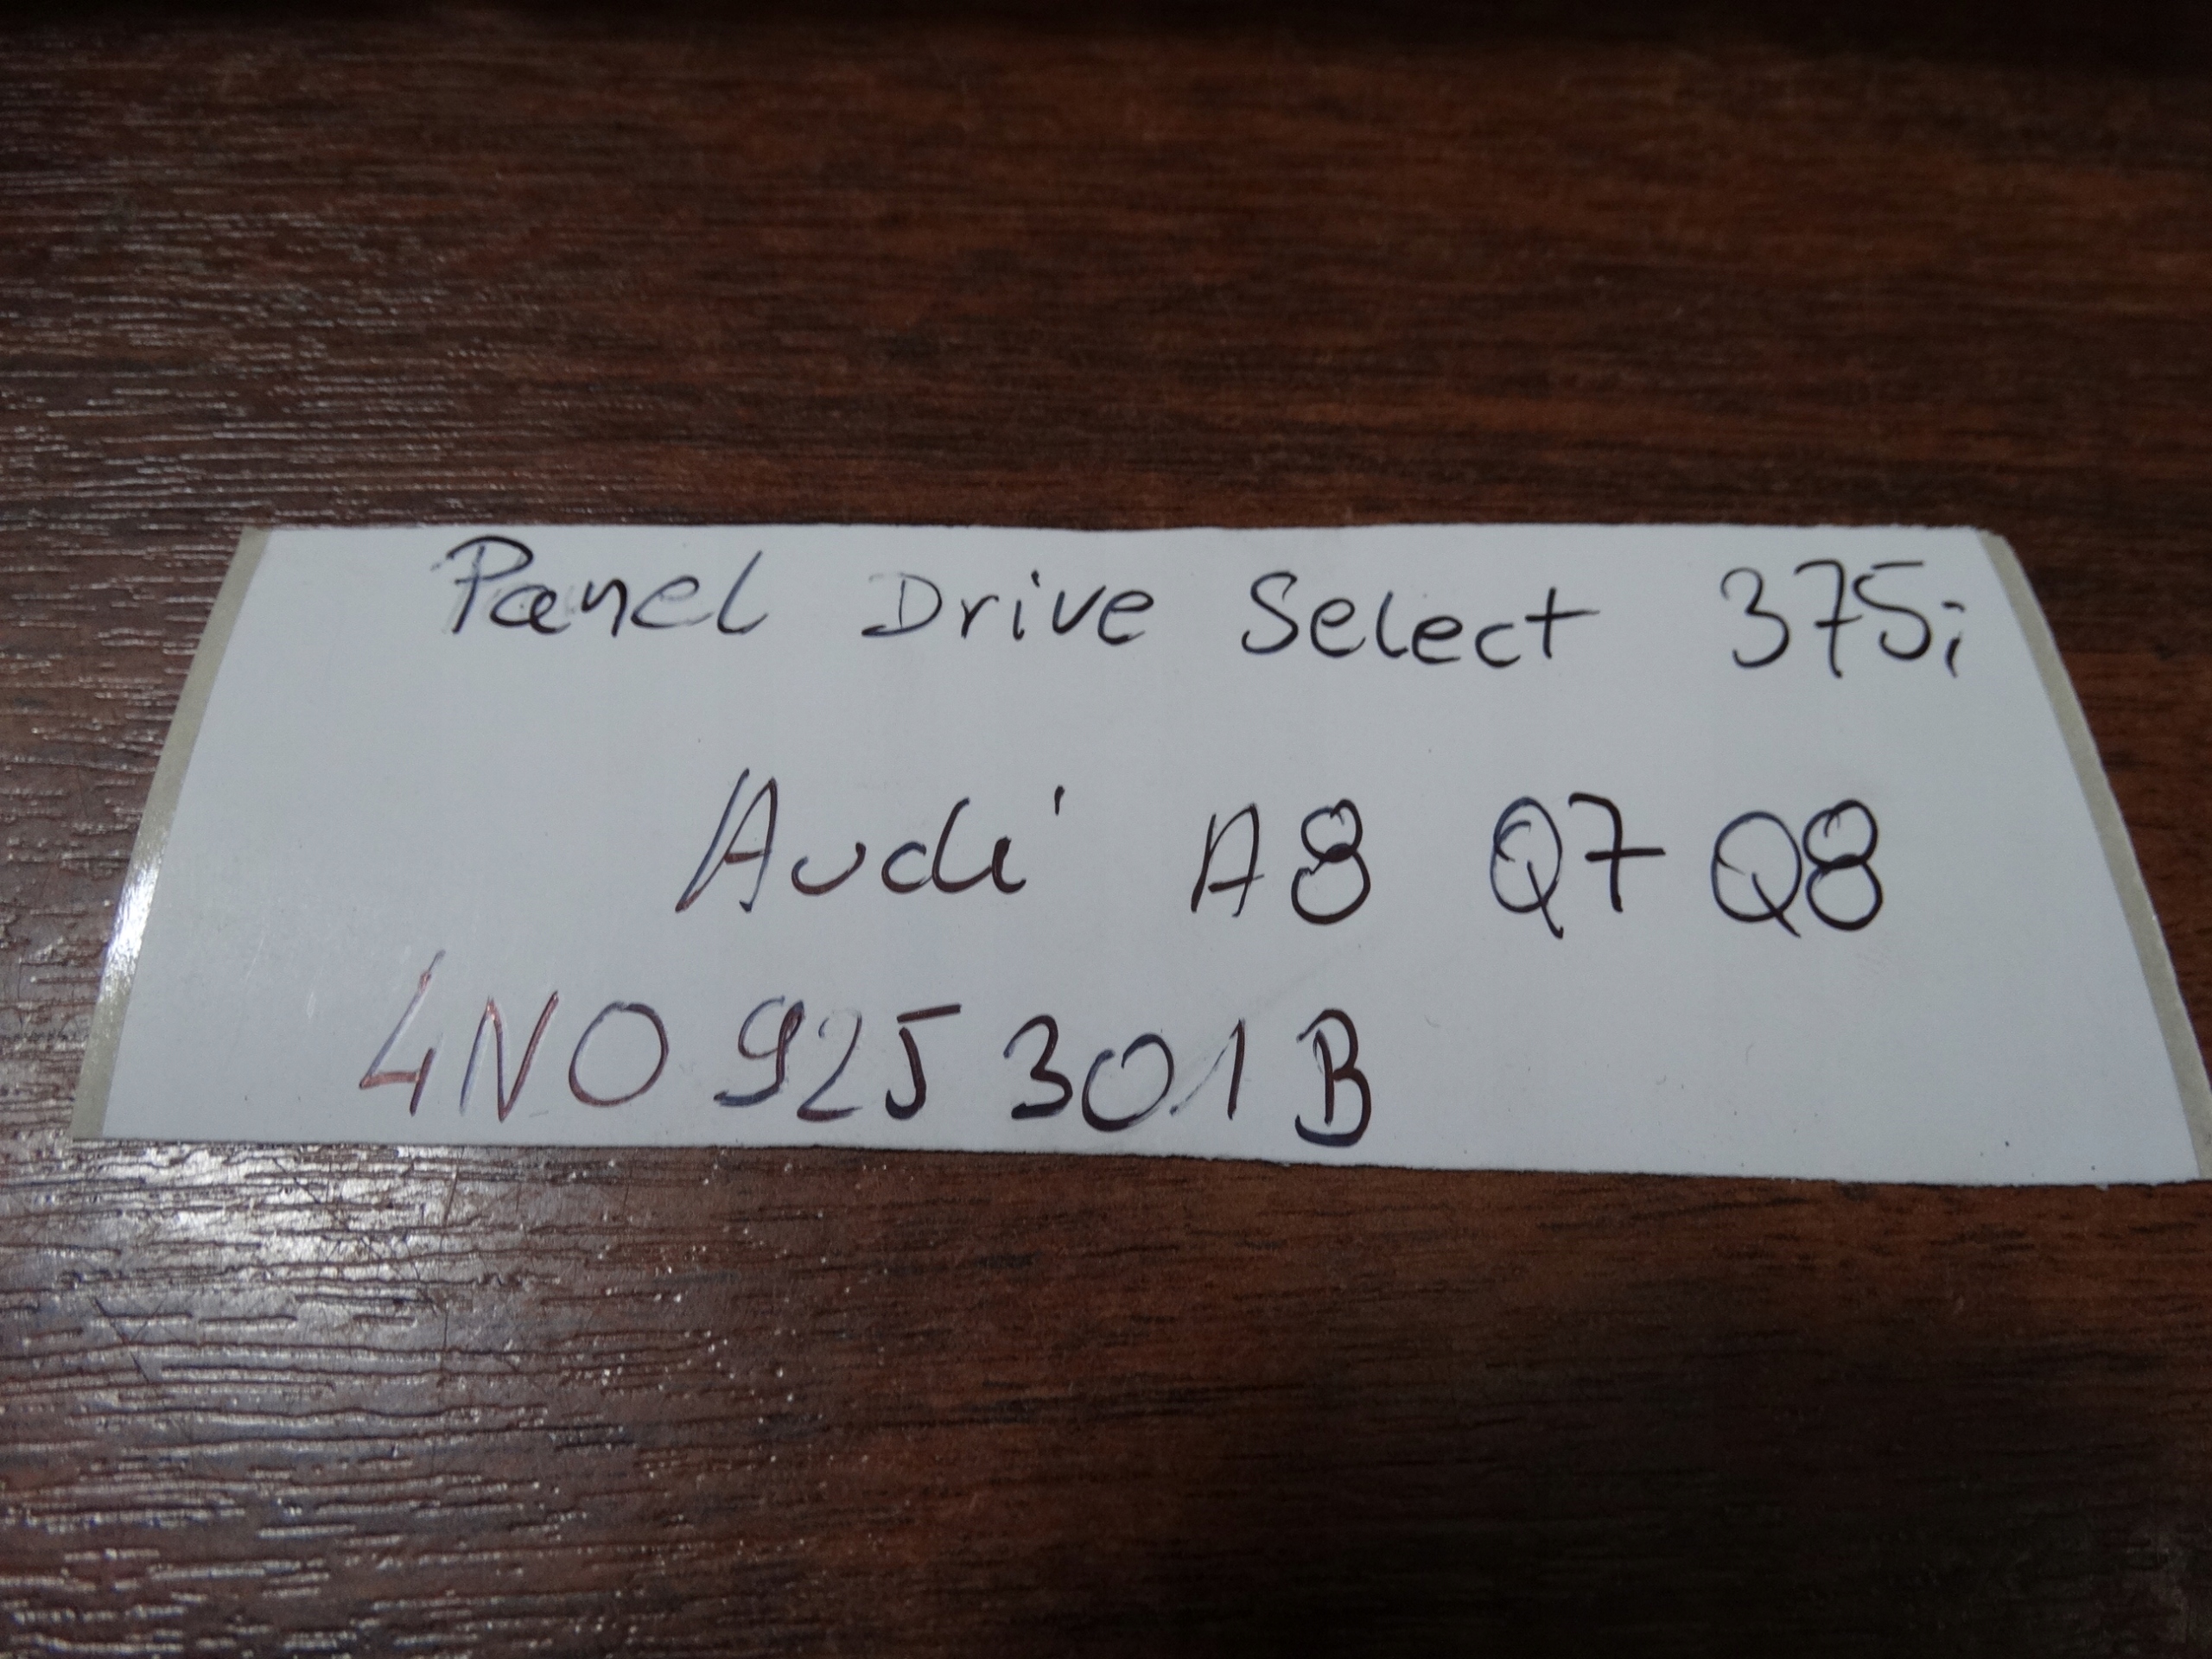 Panel Drive Select 375i
Audi A8 Q7 Q8
4N0 925 301 B